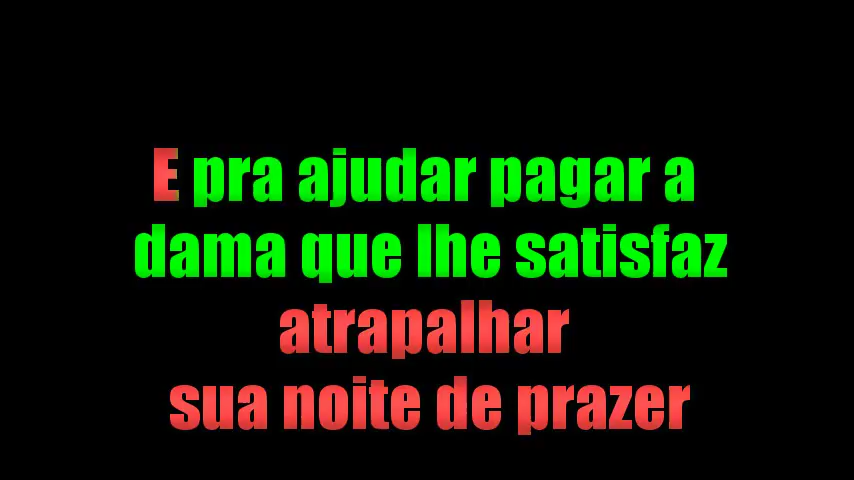 E pra ajudar pagar a
dama que lhe satisfaz
atrapalhar
sua noite de prazer